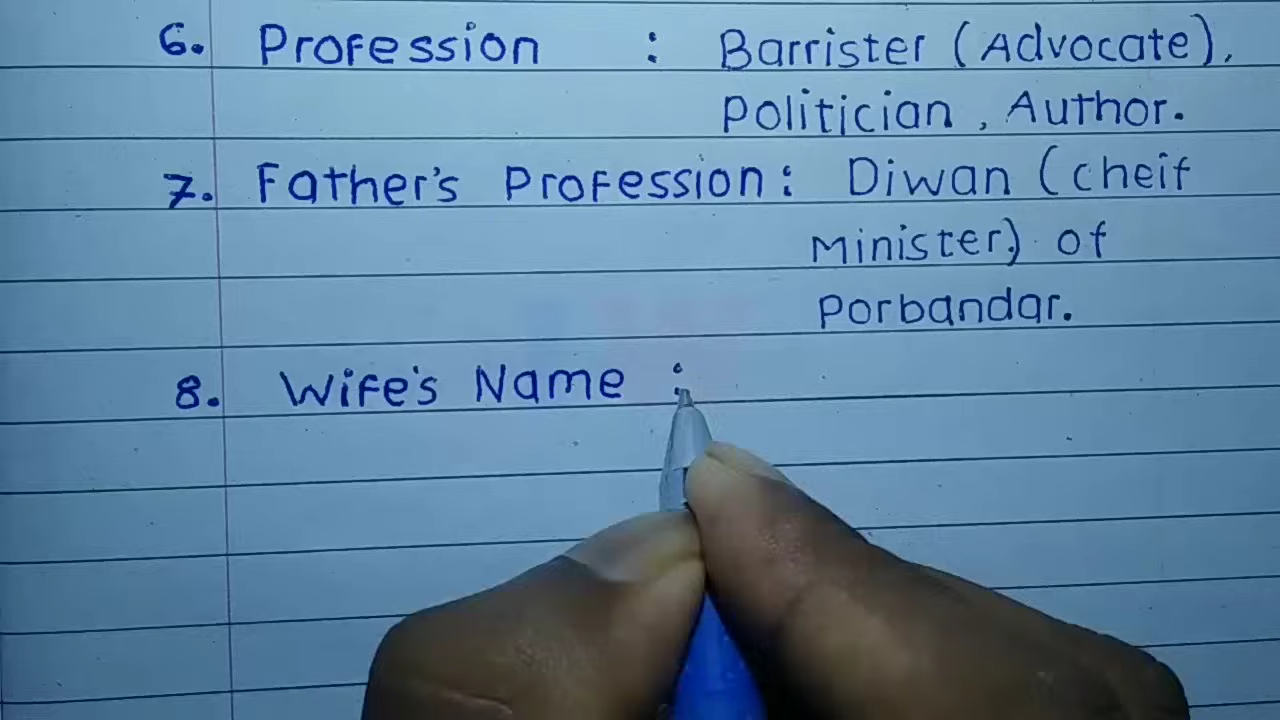 6. Profession : Barrister (Advocate),
Politician, Author.
7. Father's Profession : Diwan (cheif
Minister) of
Porbandar.
8. Wife's Name :